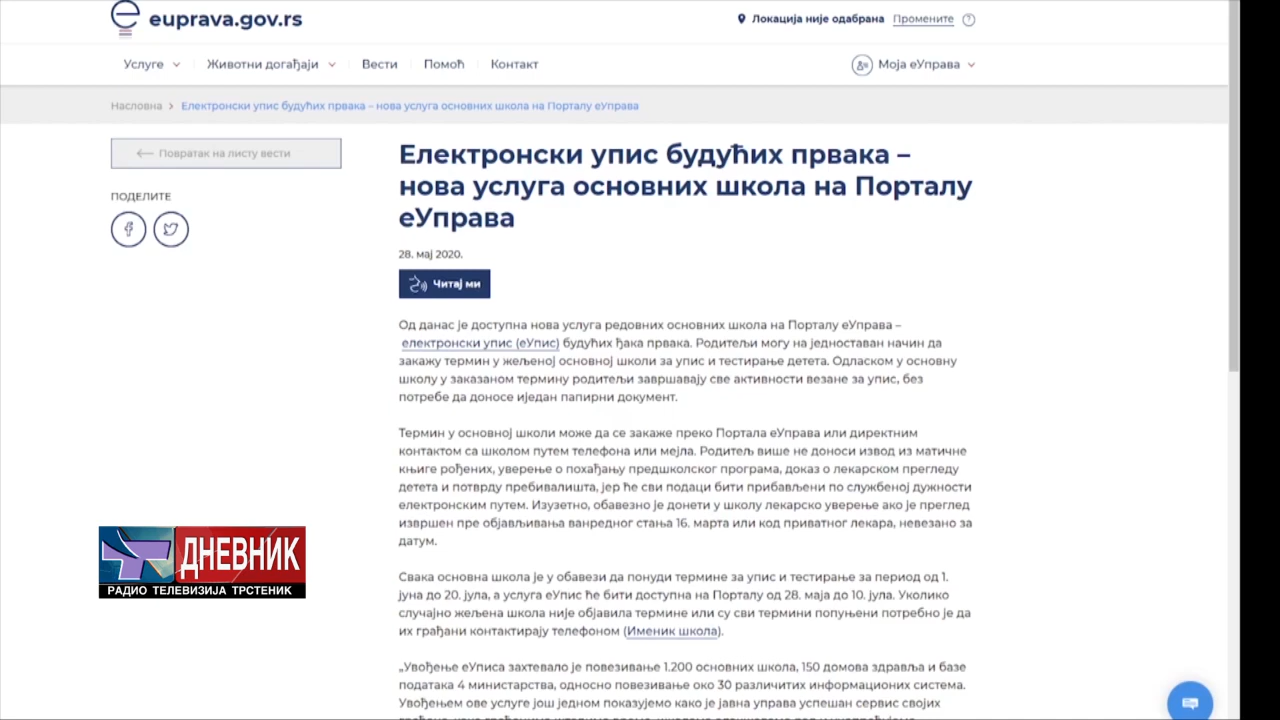 euprava.gov.rs
Локација није одабрана Промените ?
Услуге Животни догађаји Вести Помоћ Контакт Моја еУправа
Насловна > Електронски упис будућих првака – нова услуга основних школа на Порталу еУправа
Повратак на листу вести
ПОДЕЛИТЕ
Електронски упис будућих првака –
нова услуга основних школа на Порталу
еУправа
28. мај 2020.
Читај ми
Од данас је доступна нова услуга редовних основних школа на Порталу еУправа –
електронски упис (еУпис) будућих ђака првака. Родитељи могу на једноставан начин да
закажу термин у жељеној основној школи за упис и тестирање детета. Одласком у основну
школу у заказаном термину родитељи завршавају све активности везане за упис, без
потребе да доносе иједан папирни документ.
Термин у основној школи може да се закаже преко Портала еУправа или директним
контактом са школом путем телефона или мејла. Родитељ више не доноси извод из матичне
књиге рођених, уверење о похађању предшколског програма, доказ о лекарском прегледу
детета и потврду пребивалишта, јер ће сви подаци бити прибављени по службеној дужности
електронским путем. Изузетно, обавезно је донети у школу лекарско уверење ако је преглед
извршен пре објављивања ванредног стања 16. марта или код приватног лекара, невезано за
датум.
Свака основна школа је у обавези да понуди термине за упис и тестирање за период од 1.
јуна до 20. јула, а услуга еУпис ће бити доступна на Порталу од 28. маја до 10. јула. Уколико
случајно жељена школа није објавила термине или су сви термини попуњени потребно је да
их грађани контактирају телефоном (Именик школа).
„Увођење еУписа захтевало је повезивање 1.200 основних школа, 150 домова здравља и базе
података 4 министарства, односно повезивање око 30 различитих информационих система.
Увођењем ове услуге још једном показујемо како је јавна управа успешан сервис својих
ДНЕВНИК
РАДИО ТЕЛЕВИЗИЈА ТРСТЕНИК